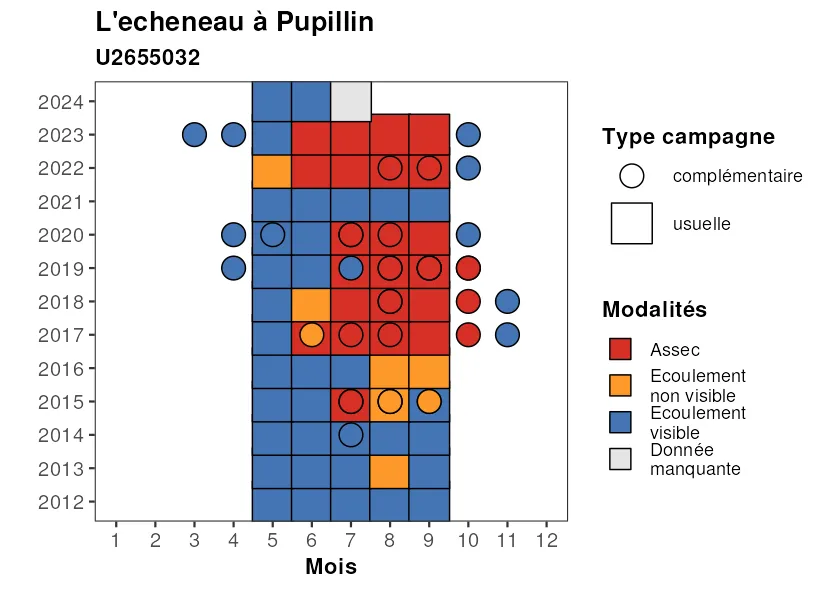 L'echeneau à Pupillin
U2655032
2024
2023
2022
2021
2020
2019
2018
2017
2016
2015
2014
2013
2012
1 2 3 4 5 6 7 8 9 10 11 12
Mois
Type campagne
complémentaire
usuelle
Modalités
Assec
Ecoulement
non visible
Ecoulement
visible
Donnée
manquante